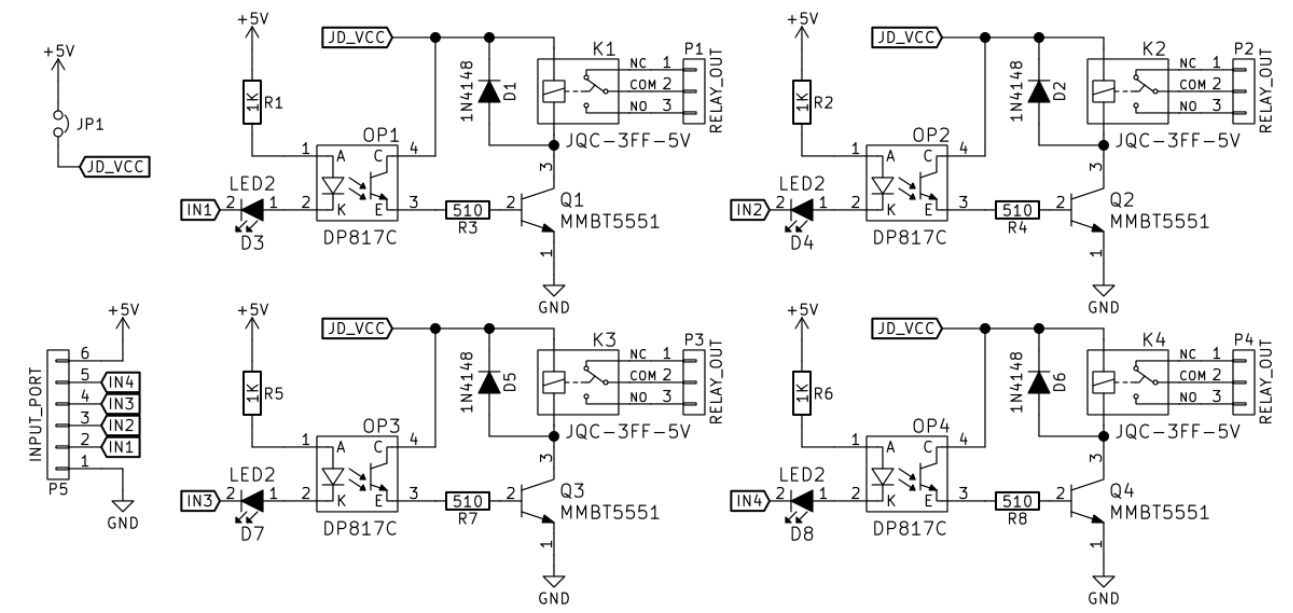 +5V
JP1
JD_VCC
+5V
1K
R1
JD_VCC
1N4148
D1
K1
NC 1
COM 2
NO 3
P1
RELAY_OUT
JQC-3FF-5V
OP1
1 A C 4
2 K E 3
DP817C
LED2
IN1 2 1
D3
510
R3
2
3
1
Q1
MMBT5551
GND
+5V
1K
R2
JD_VCC
1N4148
D2
K2
NC 1
COM 2
NO 3
P2
RELAY_OUT
JQC-3FF-5V
OP2
1 A C 4
2 K E 3
DP817C
LED2
IN2 2 1
D4
510
R4
2
3
1
Q2
MMBT5551
GND
+5V
INPUT_PORT
6
5 IN4
4 IN3
3 IN2
2 IN1
1
P5
GND
+5V
1K
R5
JD_VCC
1N4148
D5
K3
NC 1
COM 2
NO 3
P3
RELAY_OUT
JQC-3FF-5V
OP3
1 A C 4
2 K E 3
DP817C
LED2
IN3 2 1
D7
510
R7
2
3
1
Q3
MMBT5551
GND
+5V
1K
R6
JD_VCC
1N4148
D6
K4
NC 1
COM 2
NO 3
P4
RELAY_OUT
JQC-3FF-5V
OP4
1 A C 4
2 K E 3
DP817C
LED2
IN4 2 1
D8
510
R8
2
3
1
Q4
MMBT5551
GND